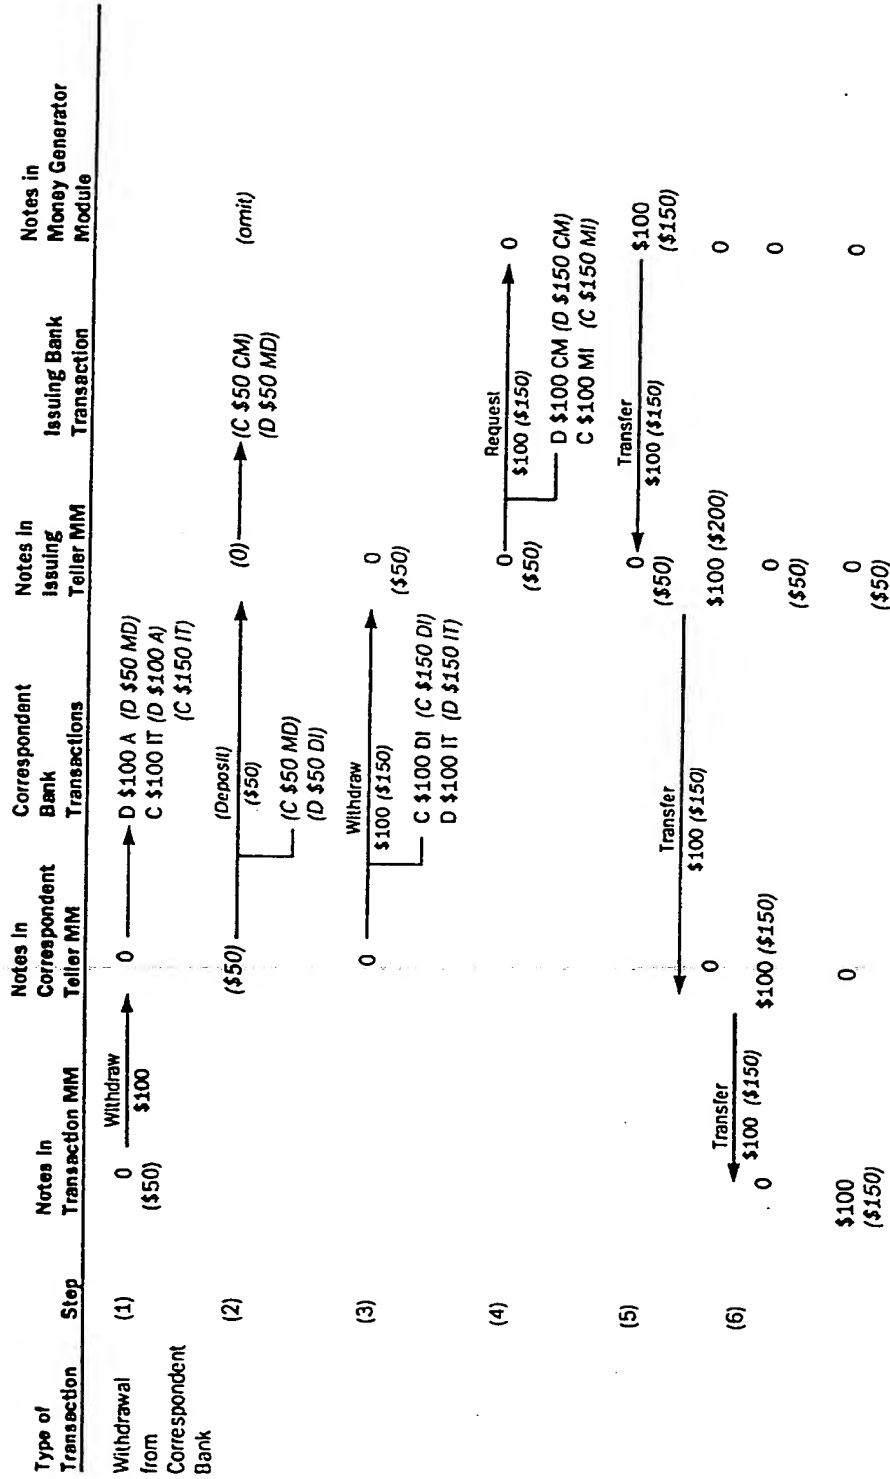 Type of
Transaction
Step
Notes in
Transaction MM
Notes in
Correspondent
Teller MM
Correspondent
Bank
Transactions
Notes in
Issuing
Teller MM
Issuing Bank
Transaction
Notes in
Money Generator
Module
Withdrawal
from
Correspondent
Bank
(1)
0
($50)
Withdraw
$100
0
D $100 A (D $50 MD)
C $100 IT (D $100 A)
(C $150 IT)
(2)
($50)
(Deposit)
($50)
(C $50 MD)
(D $50 DI)
(0)
(C $50 CM)
(D $50 MD)
(omit)
(3)
0
Withdraw
$100 ($150)
C $100 DI (C $150 DI)
D $100 IT (D $150 IT)
0
($50)
(4)
0
($50)
Request
$100 ($150)
D $100 CM (D $150 CM)
C $100 MI (C $150 MI)
0
(5)
0
($50)
Transfer
$100 ($150)
$100
($150)
Transfer
$100 ($150)
0
$100 ($200)
0
(6)
Transfer
$100 ($150)
0
$100 ($150)
0
($50)
0
$100
($150)
0
0
($50)
0